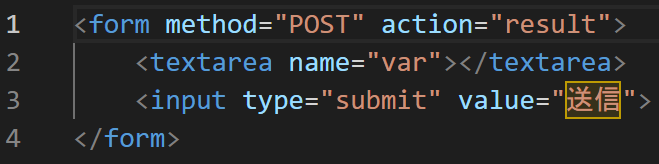 1 <form method="POST" action="result">
2     <textarea name="var"></textarea>
3     <input type="submit" value="送信">
4 </form>